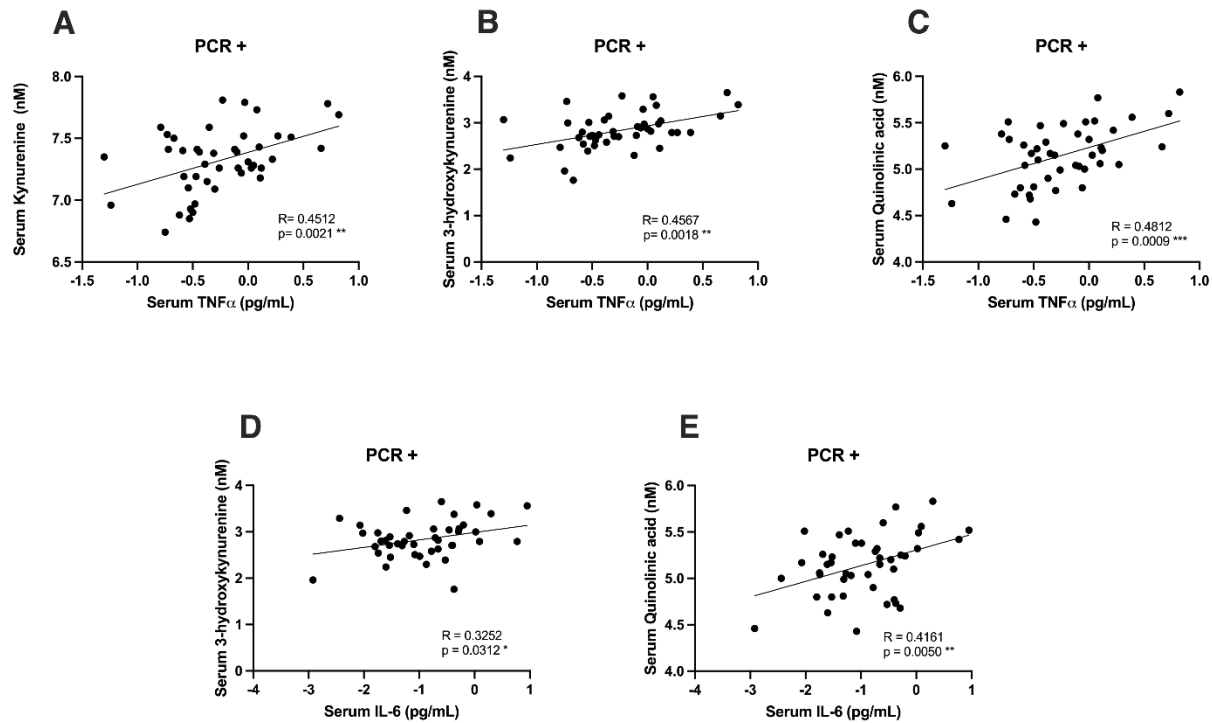 A
PCR +
Serum Kynurenine (nM)
8.0
7.5
7.0
6.5
R= 0.4512
p= 0.0021 **
-1.5 -1.0 -0.5 0.0 0.5 1.0
Serum TNFα (pg/mL)
B
PCR +
Serum 3-hydroxykynurenine (nM)
4
3
2
1
0
R= 0.4567
p= 0.0018 **
-1.5 -1.0 -0.5 0.0 0.5 1.0
Serum TNFα (pg/mL)
C
PCR +
Serum Quinolinic acid (nM)
6.0
5.5
5.0
4.5
4.0
R = 0.4812
p = 0.0009 ***
-1.5 -1.0 -0.5 0.0 0.5 1.0
Serum TNFα (pg/mL)
D
PCR +
Serum 3-hydroxykynurenine (nM)
4
3
2
1
0
R = 0.3252
p = 0.0312 *
-4 -3 -2 -1 0 1
Serum IL-6 (pg/mL)
E
PCR +
Serum Quinolinic acid (nM)
6.0
5.5
5.0
4.5
4.0
R = 0.4161
p = 0.0050 **
-4 -3 -2 -1 0 1
Serum IL-6 (pg/mL)